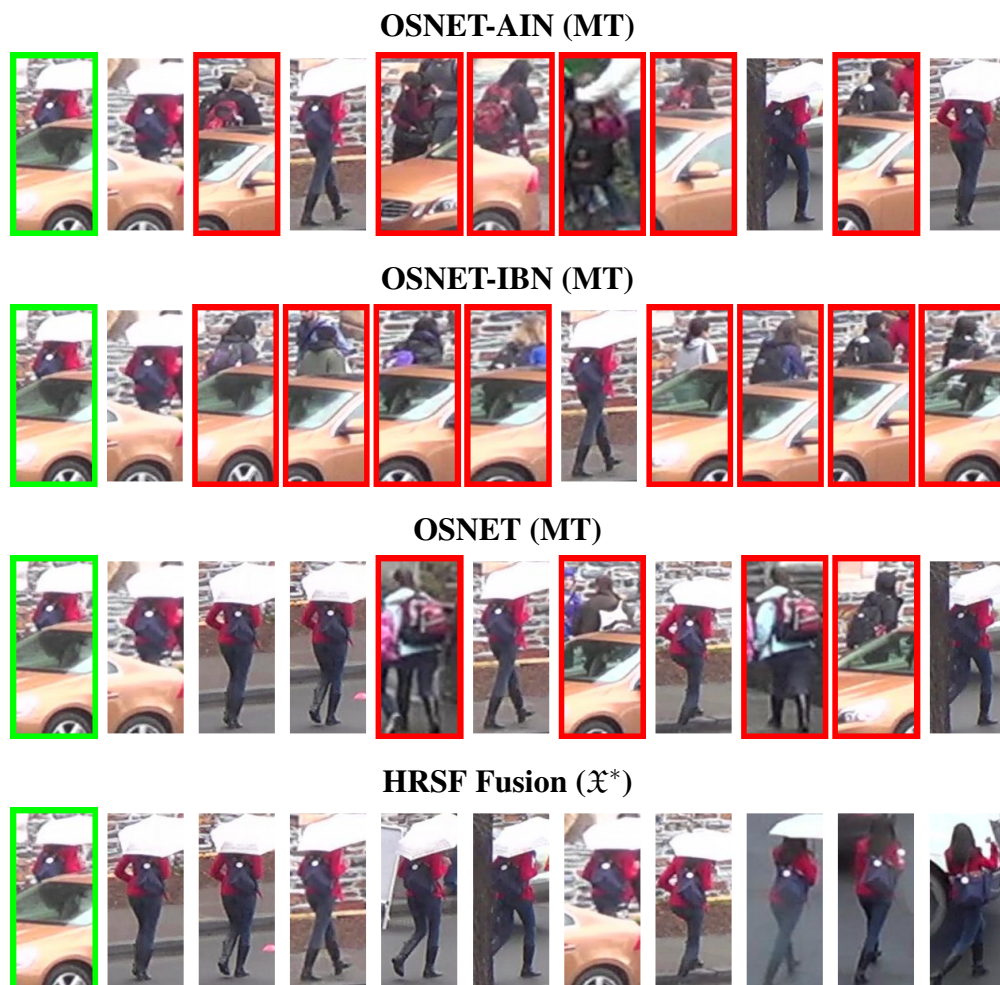 OSNET-AIN (MT)
OSNET-IBN (MT)
OSNET (MT)
HRSF Fusion (𝔛*)